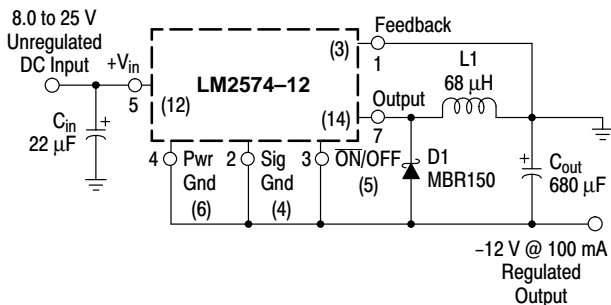 8.0 to 25 V
Unregulated
DC Input
+Vin
5
(12)
Cin
22 µF
+
LM2574–12
(3)
Feedback
1
(14)
Output
7
L1
68 µH
4
Pwr
Gnd
(6)
2
Sig
Gnd
(4)
3
ON/OFF
(5)
D1
MBR150
+
Cout
680 µF
–12 V @ 100 mA
Regulated
Output